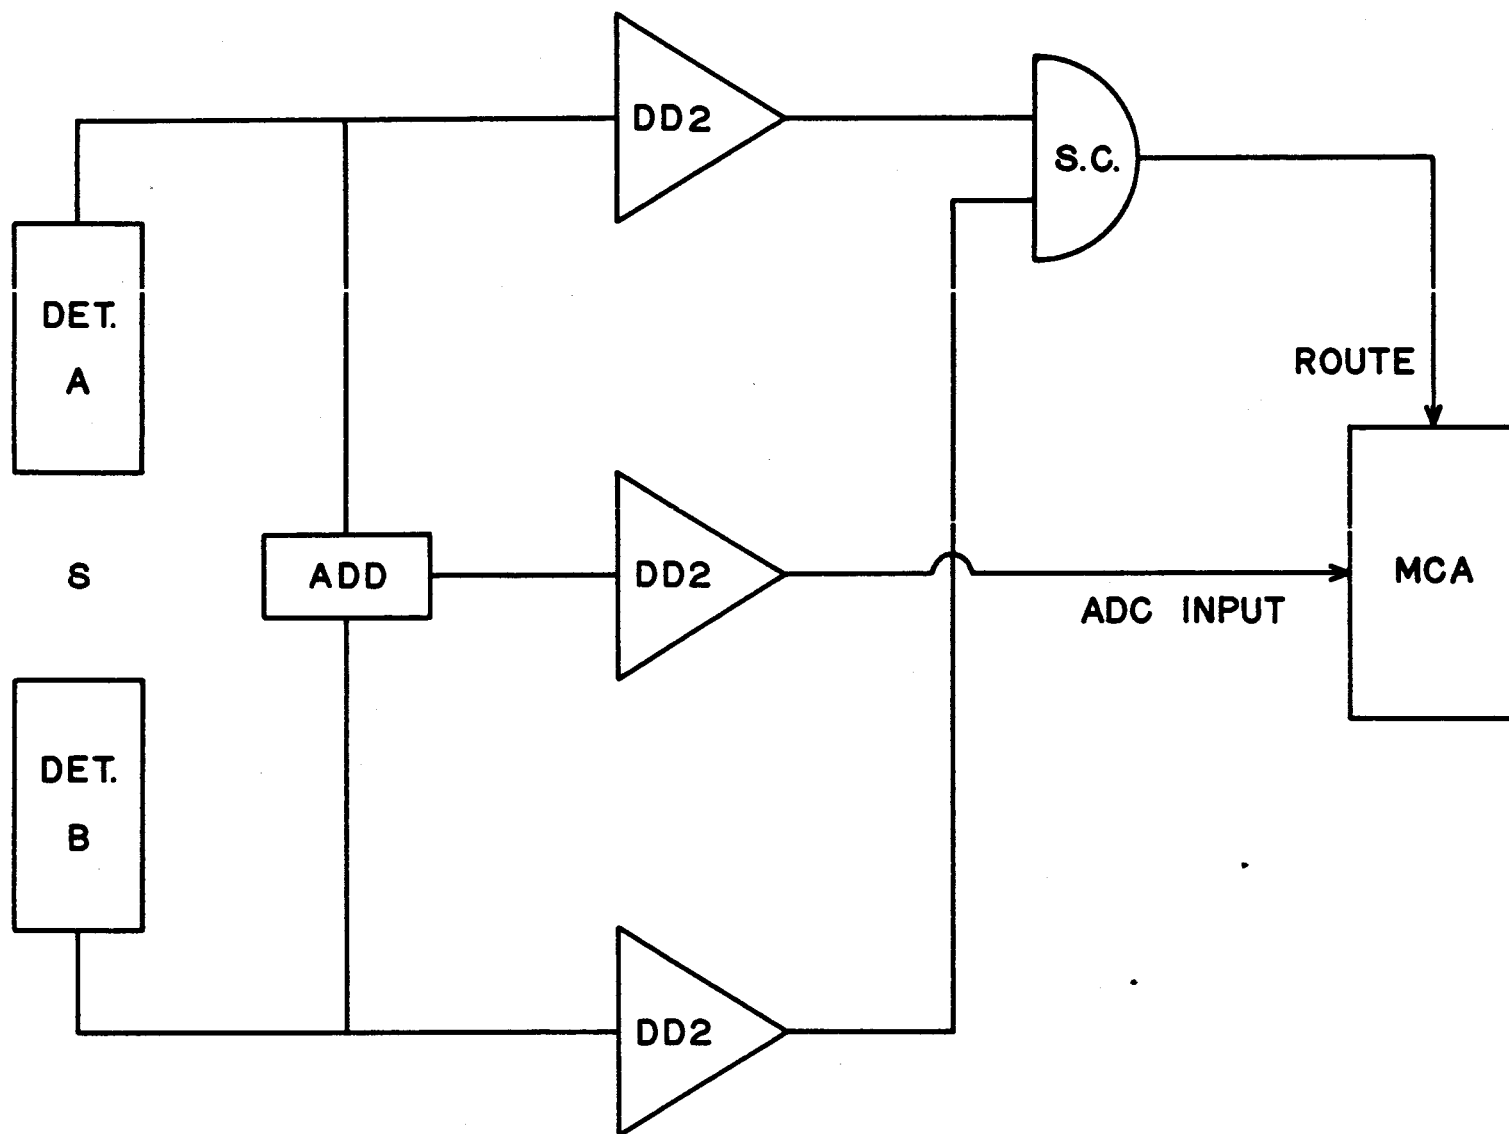 DD2
S.C.
DET.
A
ROUTE
S
ADD
DD2
ADC INPUT
MCA
DET.
B
DD2